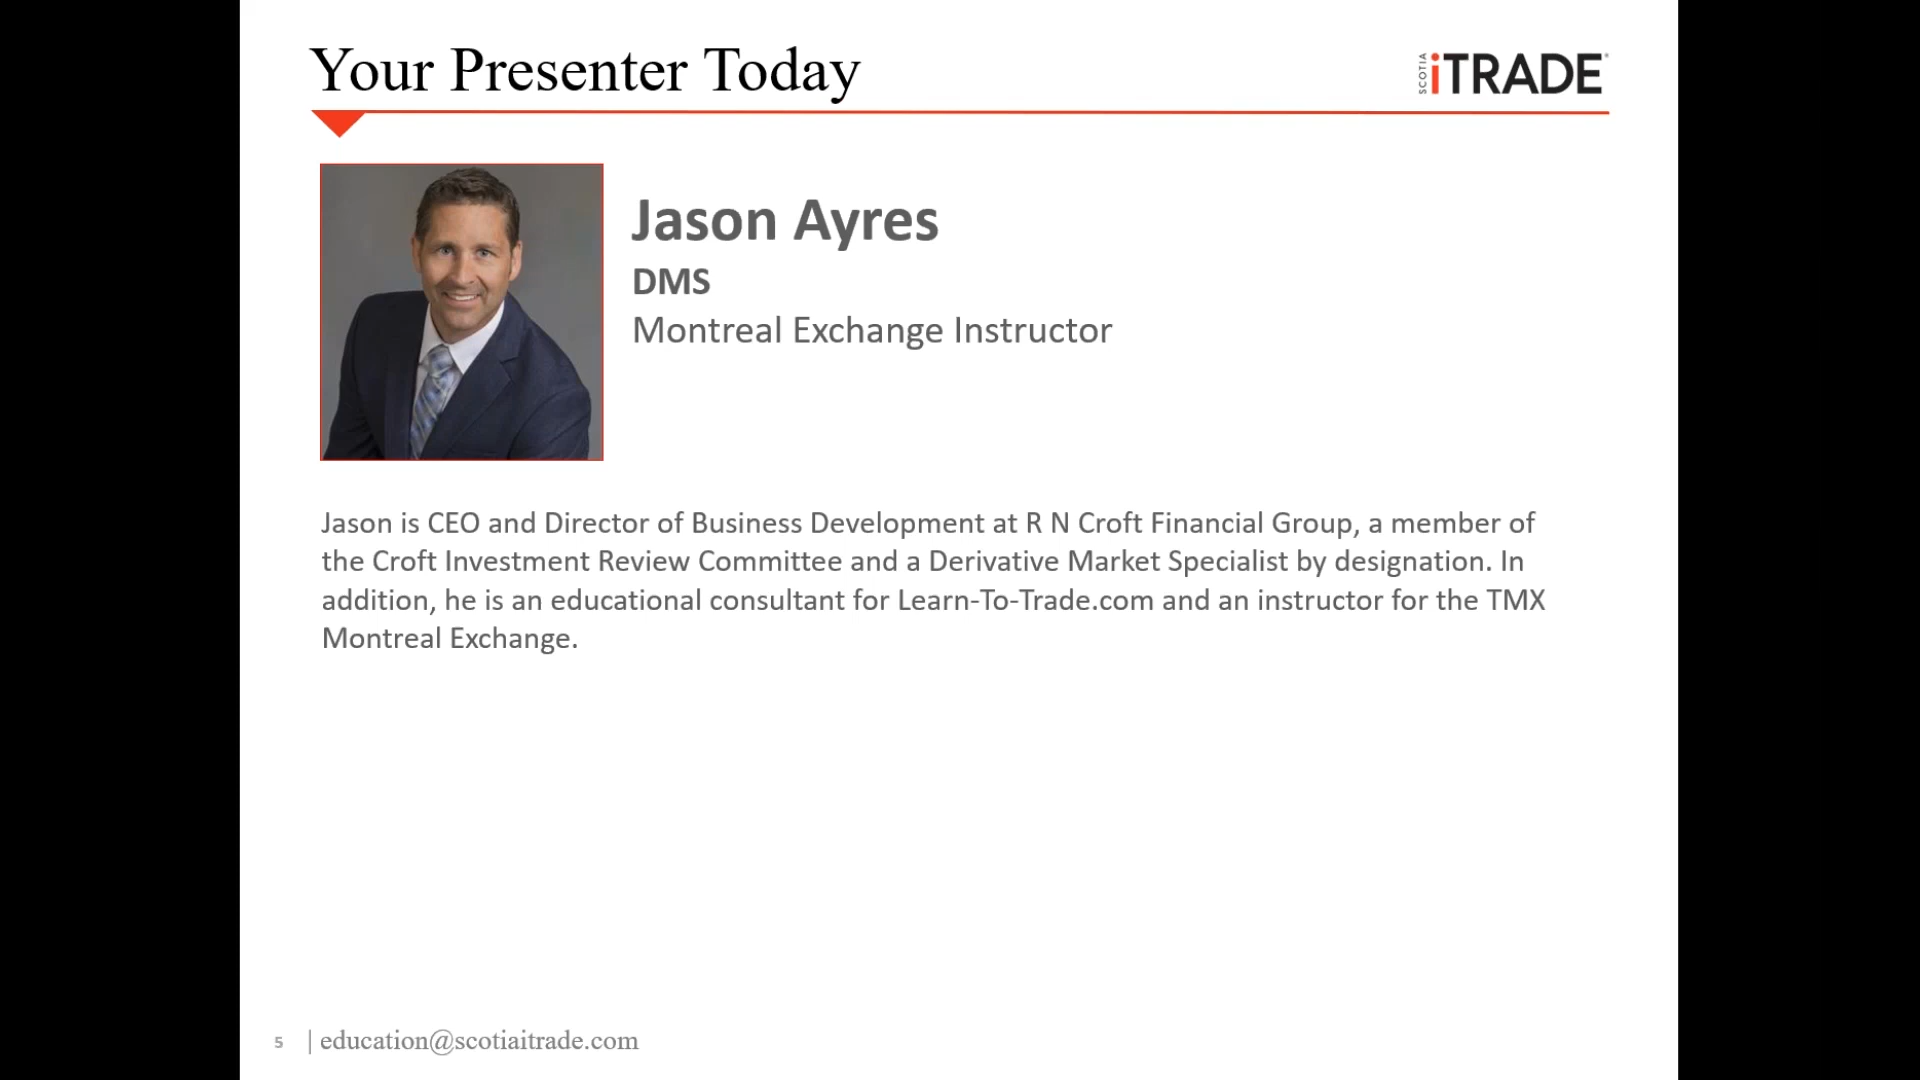 Your Presenter Today
SCOTIA iTRADE®
Jason Ayres
DMS
Montreal Exchange Instructor
Jason is CEO and Director of Business Development at R N Croft Financial Group, a member of
the Croft Investment Review Committee and a Derivative Market Specialist by designation. In
addition, he is an educational consultant for Learn-To-Trade.com and an instructor for the TMX
Montreal Exchange.
5 | education@scotiaitrade.com